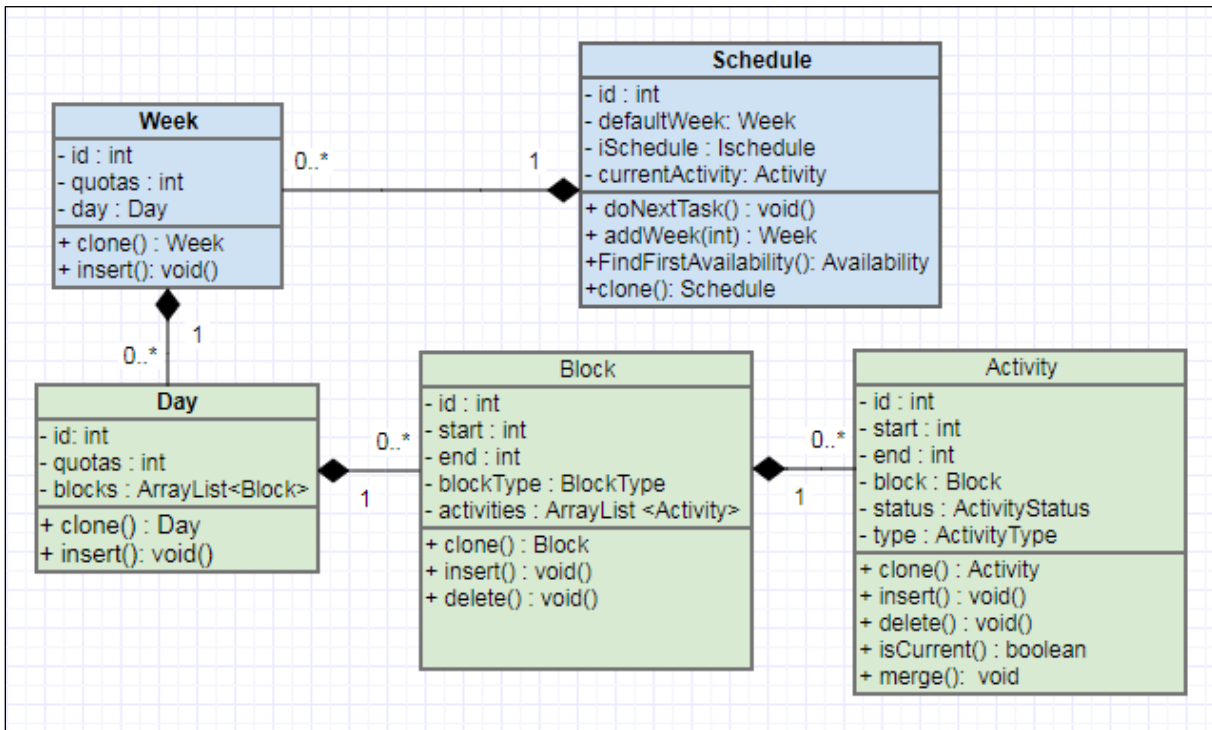 Schedule
- id : int
- defaultWeek: Week
- iSchedule : Ischedule
- currentActivity: Activity
+ doNextTask() : void()
+ addWeek(int) : Week
+FindFirstAvailability(): Availability
+clone(): Schedule
Week
- id : int
- quotas : int
- day : Day
+ clone() : Week
+ insert(): void()
0..*
1
1
0..*
Day
- id: int
- quotas : int
- blocks : ArrayList<Block>
+ clone() : Day
+ insert(): void()
0..*
1
Block
- id : int
- start : int
- end : int
- blockType : BlockType
- activities : ArrayList <Activity>
+ clone() : Block
+ insert() : void()
+ delete() : void()
0..*
1
Activity
- id : int
- start : int
- end : int
- block : Block
- status : ActivityStatus
- type : ActivityType
+ clone() : Activity
+ insert() : void()
+ delete() : void()
+ isCurrent() : boolean
+ merge(): void